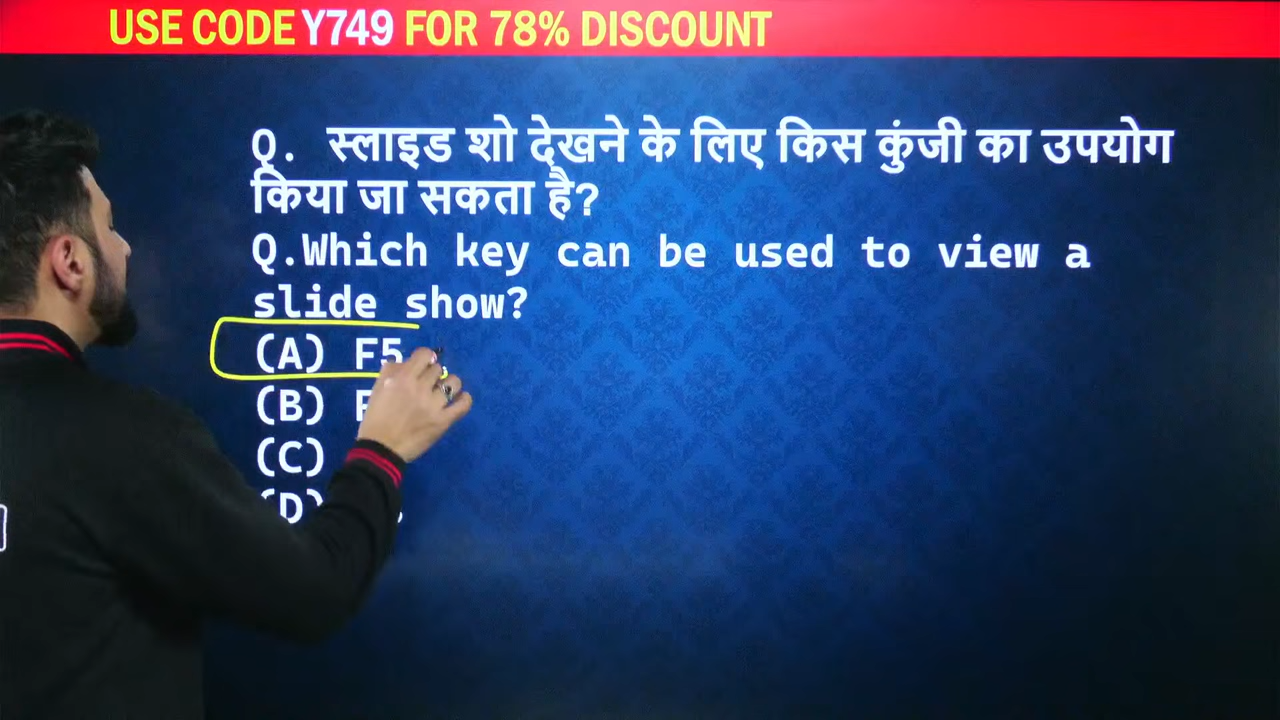 USE CODE Y749 FOR 78% DISCOUNT
Q. स्लाइड शो देखने के लिए किस कुंजी का उपयोग
किया जा सकता है?
Q.Which key can be used to view a
slide show?
(A) F5
(B)
(C)
(D)